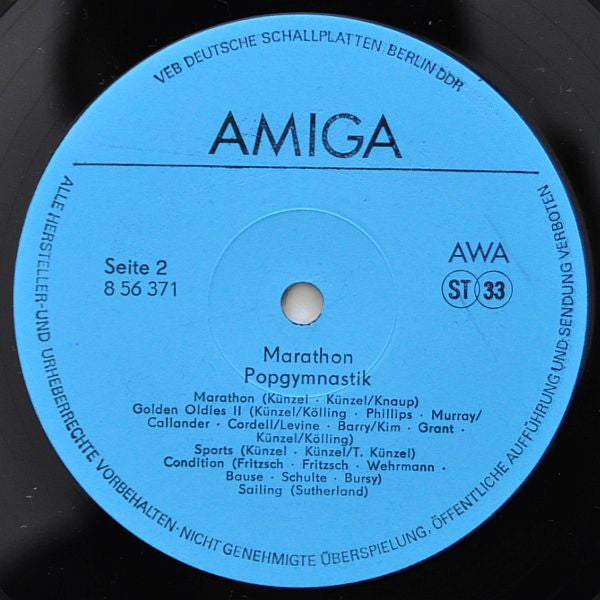 VEB DEUTSCHE SCHALLPLATTEN BERLIN DDR
AMIGA
Seite 2
8 56 371
AWA
ST 33
Marathon
Popgymnastik
Marathon (Künzel · Künzel/Knaup)
Golden Oldies II (Künzel/Kölling · Phillips · Murray/
Callander · Cordell/Levine · Barry/Kim · Grant ·
Künzel/Kölling)
Sports (Künzel · Künzel/T. Künzel)
Condition (Fritzsch · Fritzsch · Wehrmann ·
Bause · Schulte · Bursy)
Sailing (Sutherland)
ALLE HERSTELLER-UND URHEBERRECHTE VORBEHALTEN·NICHT GENEHMIGTE ÜBERSPIELUNG, ÖFFENTLICHE AUFFÜHRUNG UND SENDUNG VERBOTEN